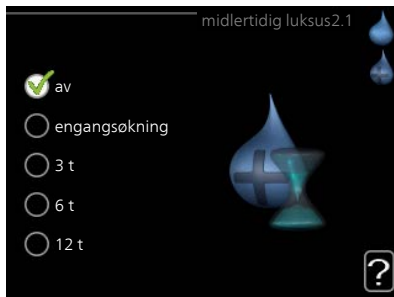 midlertidig luksus2.1
av
engangsøkning
3 t
6 t
12 t
?